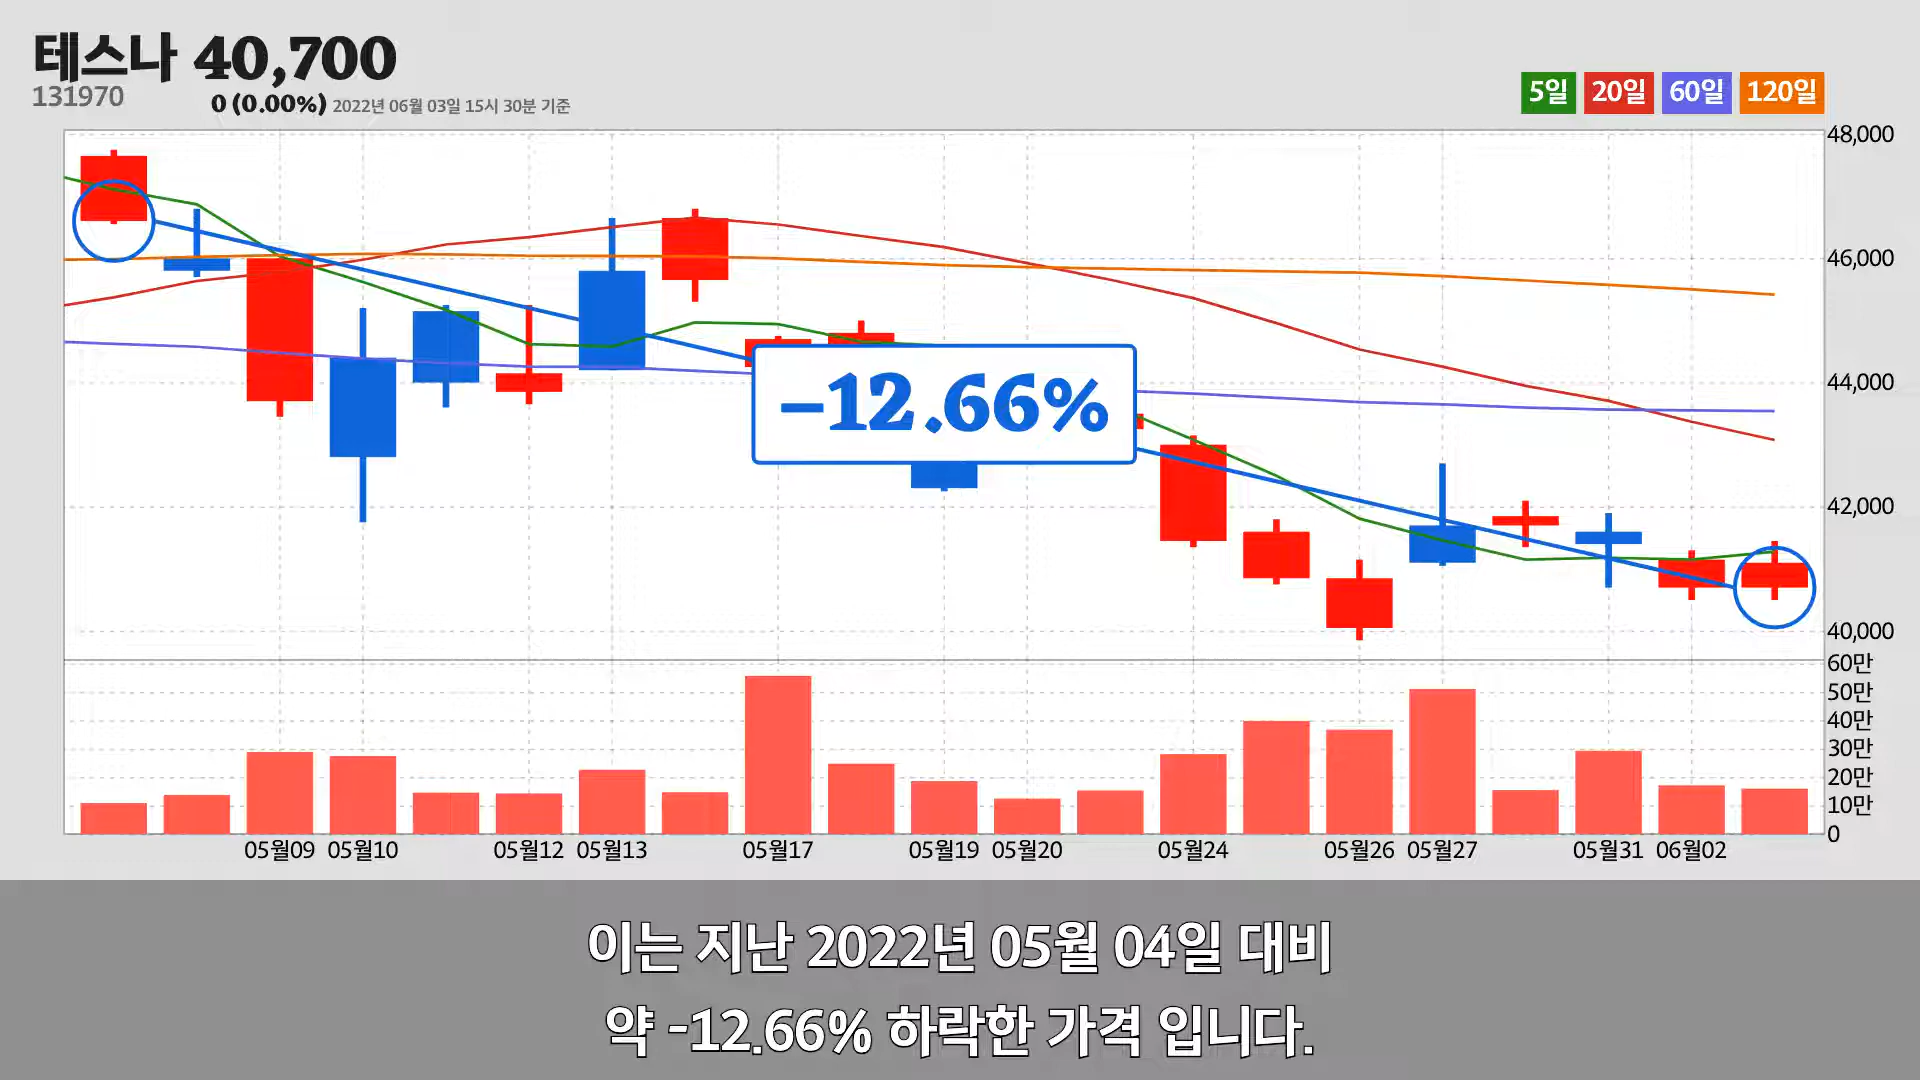 테스나 40,700
131970
0 (0.00%) 2022년 06월 03일 15시 30분 기준
5일 20일 60일 120일
48,000
46,000
44,000
42,000
40,000
-12.66%
60만
50만
40만
30만
20만
10만
0
05월09 05월10 05월12 05월13 05월17 05월19 05월20 05월24 05월26 05월27 05월31 06월02
이는 지난 2022년 05월 04일 대비
약 -12.66% 하락한 가격 입니다.